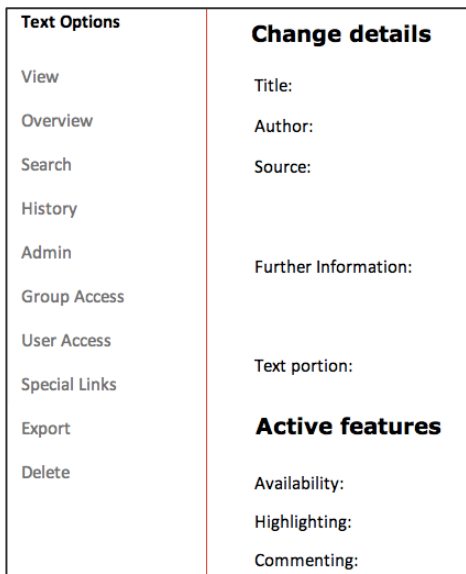 Text Options
View
Overview
Search
History
Admin
Group Access
User Access
Special Links
Export
Delete
Change details
Title:
Author:
Source:
Further Information:
Text portion:
Active features
Availability:
Highlighting:
Commenting: